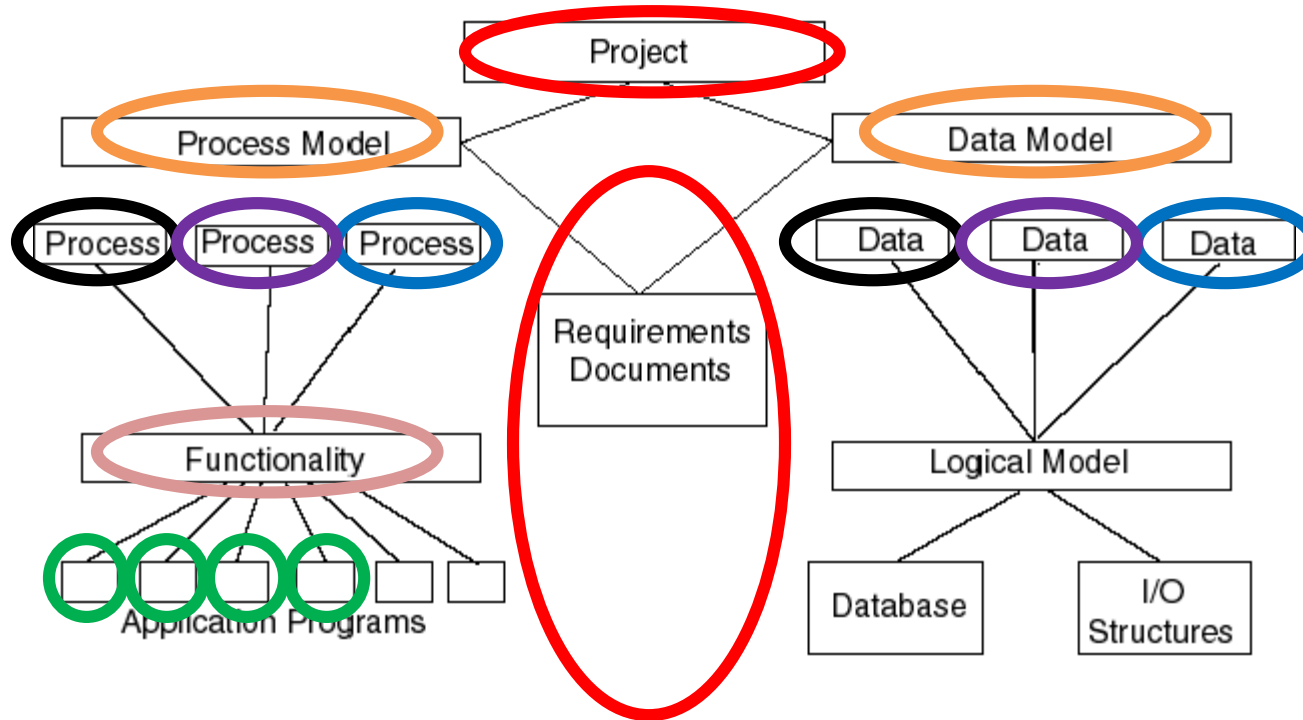 Project
Process Model
Data Model
Process
Process
Process
Data
Data
Data
Requirements
Documents
Functionality
Logical Model
Application Programs
Database
I/O
Structures